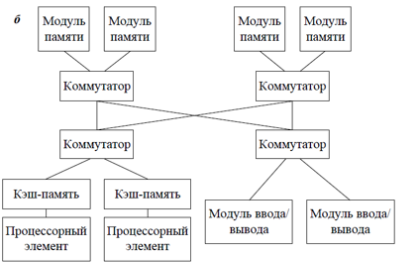 б
Модуль памяти
Модуль памяти
Модуль памяти
Модуль памяти
Коммутатор
Коммутатор
Коммутатор
Коммутатор
Кэш-память
Кэш-память
Процессорный элемент
Процессорный элемент
Модуль ввода/ вывода
Модуль ввода/ вывода